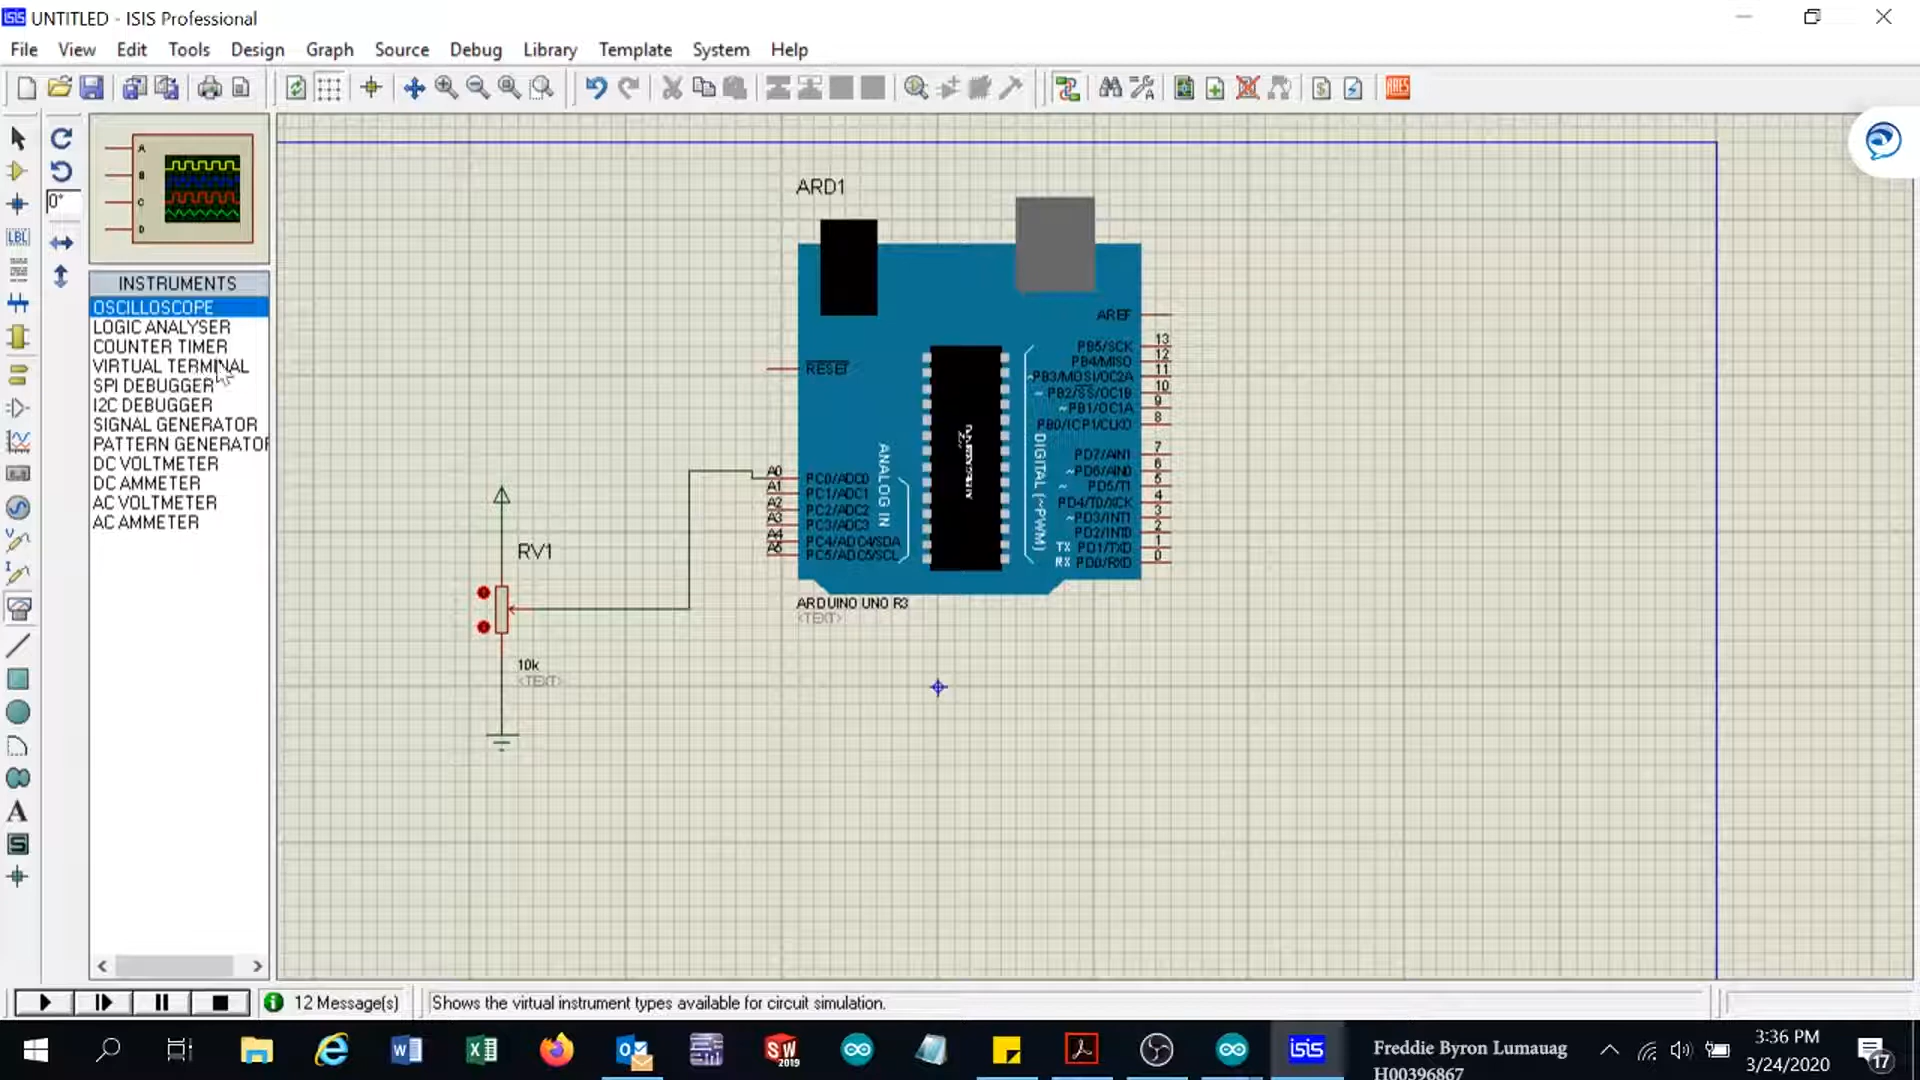 UNTITLED - ISIS Professional
File View Edit Tools Design Graph Source Debug Library Template System Help
ARES
0°
LBL
A
B
C
D
INSTRUMENTS
OSCILLOSCOPE
LOGIC ANALYSER
COUNTER TIMER
VIRTUAL TERMINAL
SPI DEBUGGER
I2C DEBUGGER
SIGNAL GENERATOR
PATTERN GENERATOR
DC VOLTMETER
DC AMMETER
AC VOLTMETER
AC AMMETER
ARD1
RESET
AREF
PB5/SCK 13
PB4/MISO 12
~PB3/MOSI/OC2A 11
~PB2/SS/OC1B 10
~PB1/OC1A 9
PB0/ICP1/CLKO 8
PD7/AIN1 7
~PD6/AIN0 6
~PD5/T1 5
PD4/T0/XCK 4
~PD3/INT1 3
PD2/INT0 2
TX PD1/TXD 1
RX PD0/RXD 0
DIGITAL (~PWM)
ANALOG IN
A0 PC0/ADC0
A1 PC1/ADC1
A2 PC2/ADC2
A3 PC3/ADC3
A4 PC4/ADC4/SDA
A5 PC5/ADC5/SCL
ARDUINO UNO R3
<TEXT>
RV1
10k
<TEXT>
12 Message(s)
Shows the virtual instrument types available for circuit simulation.
SW
2019
isis
Freddie Byron Lumauag
H00396867
3:36 PM
3/24/2020
17